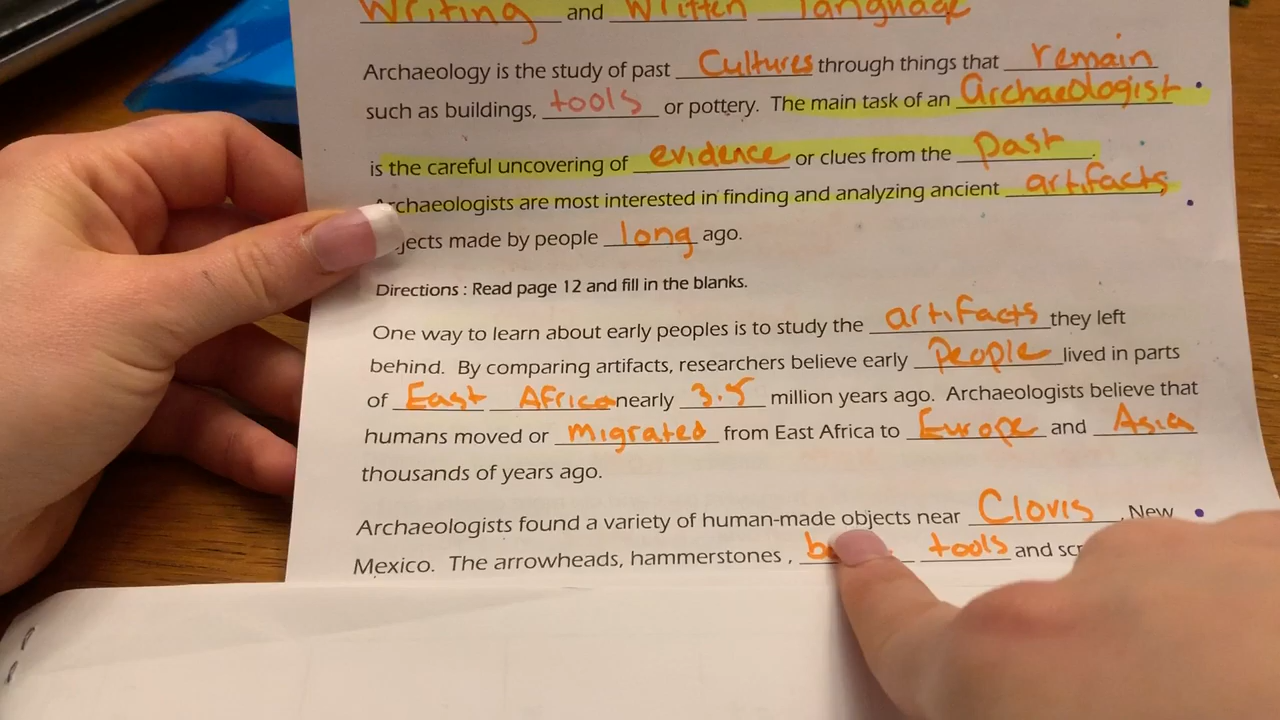 Writing and Written language
Archaeology is the study of past Cultures through things that remain
such as buildings, tools or pottery. The main task of an Archaeologist
is the careful uncovering of evidence or clues from the past.
Archaeologists are most interested in finding and analyzing ancient artifacts,
jects made by people long ago.
Directions : Read page 12 and fill in the blanks.
One way to learn about early peoples is to study the artifacts they left
behind. By comparing artifacts, researchers believe early People lived in parts
of East Africa nearly 3.5 million years ago. Archaeologists believe that
humans moved or migrated from East Africa to Europe and Asia
thousands of years ago.
Archaeologists found a variety of human-made objects near Clovis, New
Mexico. The arrowheads, hammerstones , tools and